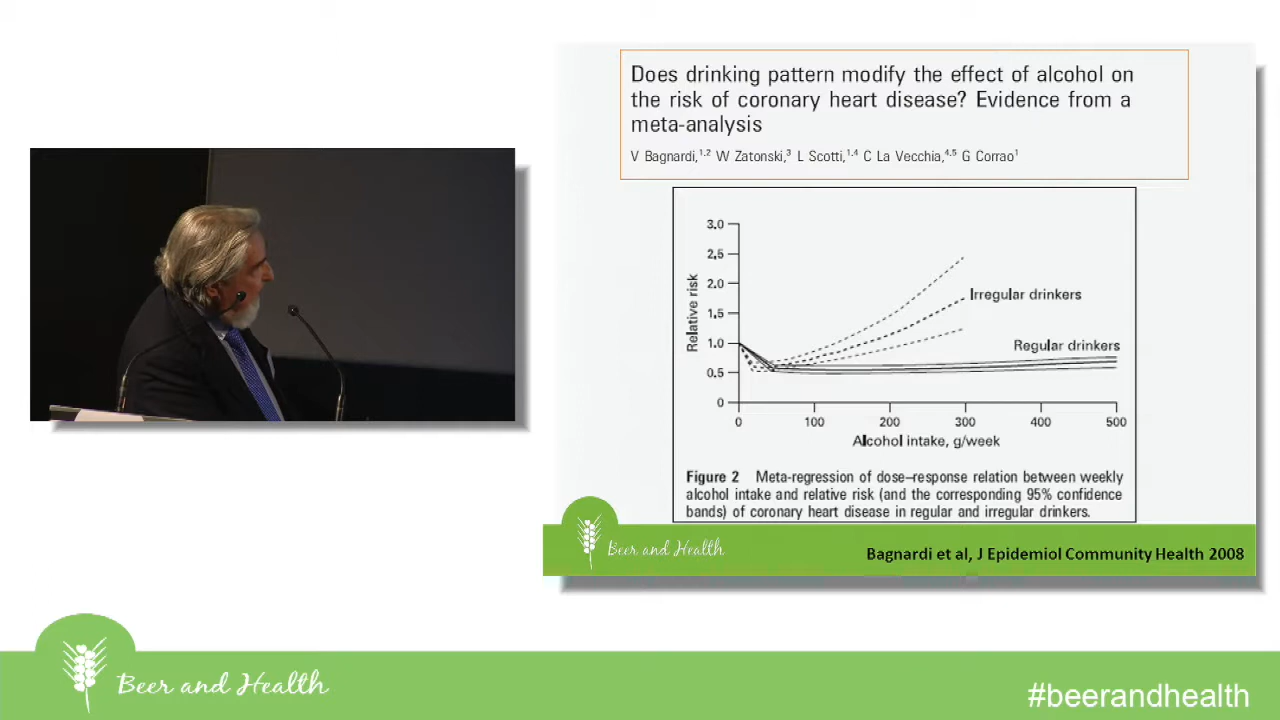 Does drinking pattern modify the effect of alcohol on
the risk of coronary heart disease? Evidence from a
meta-analysis
V Bagnardi,1,2 W Zatonski,3 L Scotti,1,4 C La Vecchia,4,5 G Corrao1
3.0
2.5
2.0
1.5
1.0
0.5
0
Relative risk
Irregular drinkers
Regular drinkers
0 100 200 300 400 500
Alcohol intake, g/week
Figure 2 Meta-regression of dose–response relation between weekly
alcohol intake and relative risk (and the corresponding 95% confidence
bands) of coronary heart disease in regular and irregular drinkers.
Beer and Health
Bagnardi et al, J Epidemiol Community Health 2008
Beer and Health
#beerandhealth